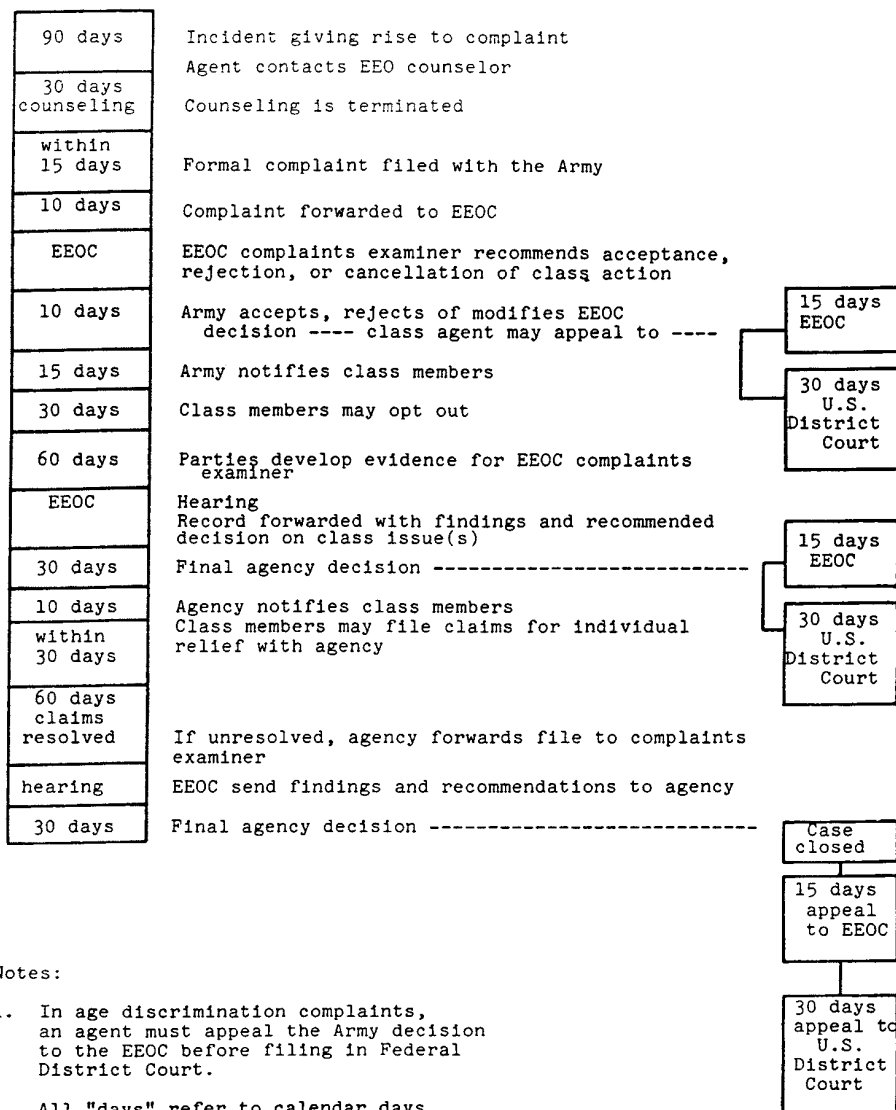 90 days Incident giving rise to complaint
Agent contacts EEO counselor
30 days
counseling Counseling is terminated
within
15 days Formal complaint filed with the Army
10 days Complaint forwarded to EEOC
EEOC EEOC complaints examiner recommends acceptance,
rejection, or cancellation of class action
10 days Army accepts, rejects of modifies EEOC
decision ---- class agent may appeal to ----
15 days
EEOC
30 days
U.S.
District
Court
15 days Army notifies class members
30 days Class members may opt out
60 days Parties develop evidence for EEOC complaints
examiner
EEOC Hearing
Record forwarded with findings and recommended
decision on class issue(s)
30 days Final agency decision ---------------------------
15 days
EEOC
30 days
U.S.
District
Court
10 days Agency notifies class members
within Class members may file claims for individual
30 days relief with agency
60 days
claims
resolved If unresolved, agency forwards file to complaints
examiner
hearing EEOC send findings and recommendations to agency
30 days Final agency decision ----------------------------
Case
closed
15 days
appeal
to EEOC
30 days
appeal to
U.S.
District
Court
Notes:
. In age discrimination complaints,
an agent must appeal the Army decision
to the EEOC before filing in Federal
District Court.
All "days" refer to calendar days